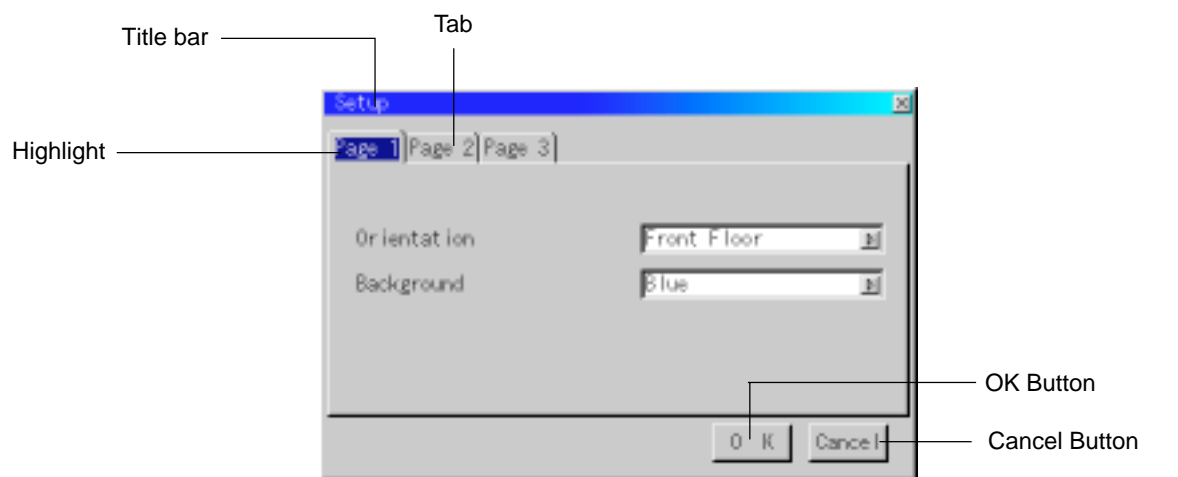 Tab
Title bar
Setup
Highlight
Page 1 Page 2 Page 3
Orientation Front Floor
Background Blue
OK Button
O K Cancel
Cancel Button